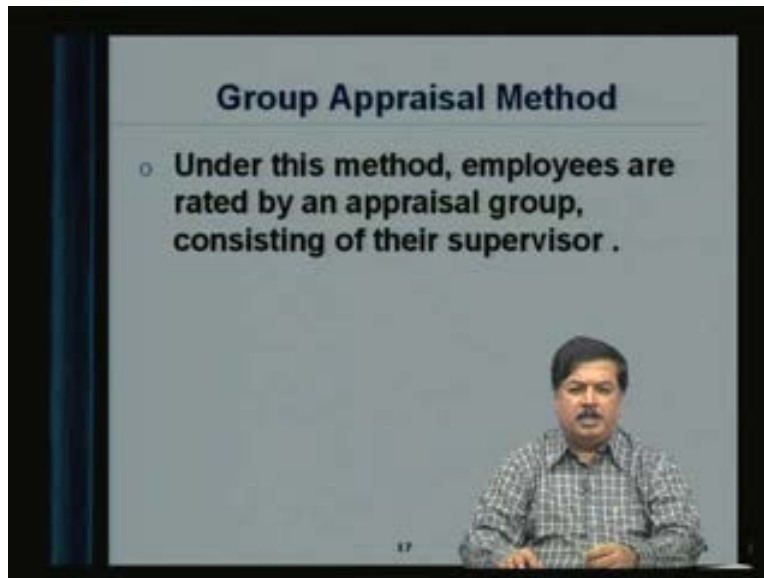 Group Appraisal Method
o Under this method, employees are
rated by an appraisal group,
consisting of their supervisor .
17